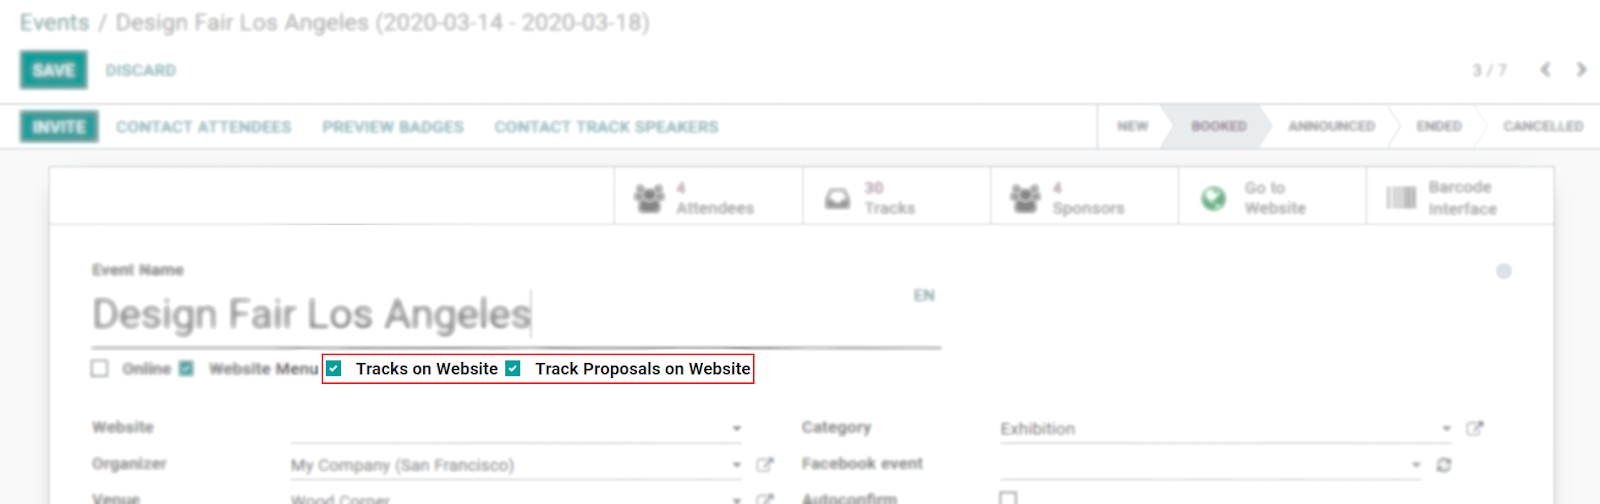 Events / Design Fair Los Angeles (2020-03-14 - 2020-03-18)
SAVE DISCARD 3 / 7
INVITE CONTACT ATTENDEES PREVIEW BADGES CONTACT TRACK SPEAKERS NEW BOOKED ANNOUNCED ENDED CANCELLED
4 Attendees 30 Tracks 4 Sponsors Go to Website Barcode Interface
Event Name
Design Fair Los Angeles EN
Online Website Menu Tracks on Website Track Proposals on Website
Website Category Exhibition
Organizer My Company (San Francisco) Facebook event
Venue Wood Corner Autoconfirm